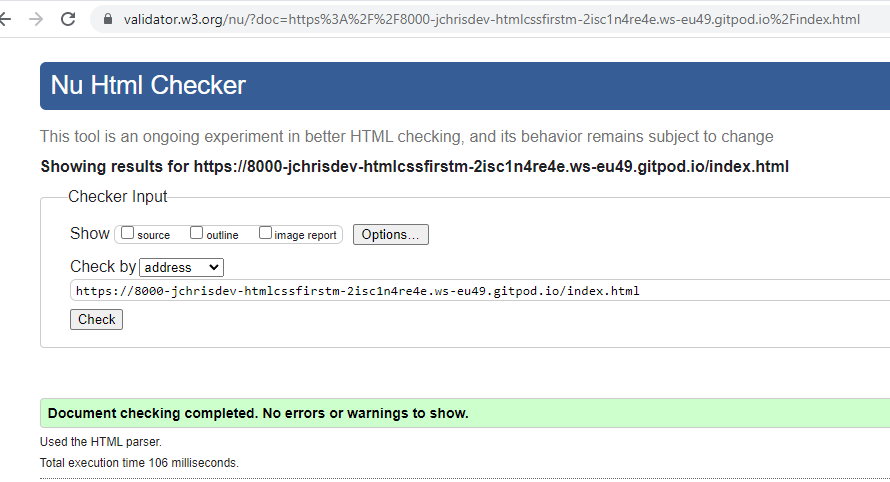 validator.w3.org/nu/?doc=https%3A%2F%2F8000-jchrisdev-htmlcssfirstm-2isc1n4re4e.ws-eu49.gitpod.io%2Findex.html
Nu Html Checker
This tool is an ongoing experiment in better HTML checking, and its behavior remains subject to change
Showing results for https://8000-jchrisdev-htmlcssfirstm-2isc1n4re4e.ws-eu49.gitpod.io/index.html
Checker Input
Show source outline image report Options...
Check by address
https://8000-jchrisdev-htmlcssfirstm-2isc1n4re4e.ws-eu49.gitpod.io/index.html
Check
Document checking completed. No errors or warnings to show.
Used the HTML parser.
Total execution time 106 milliseconds.